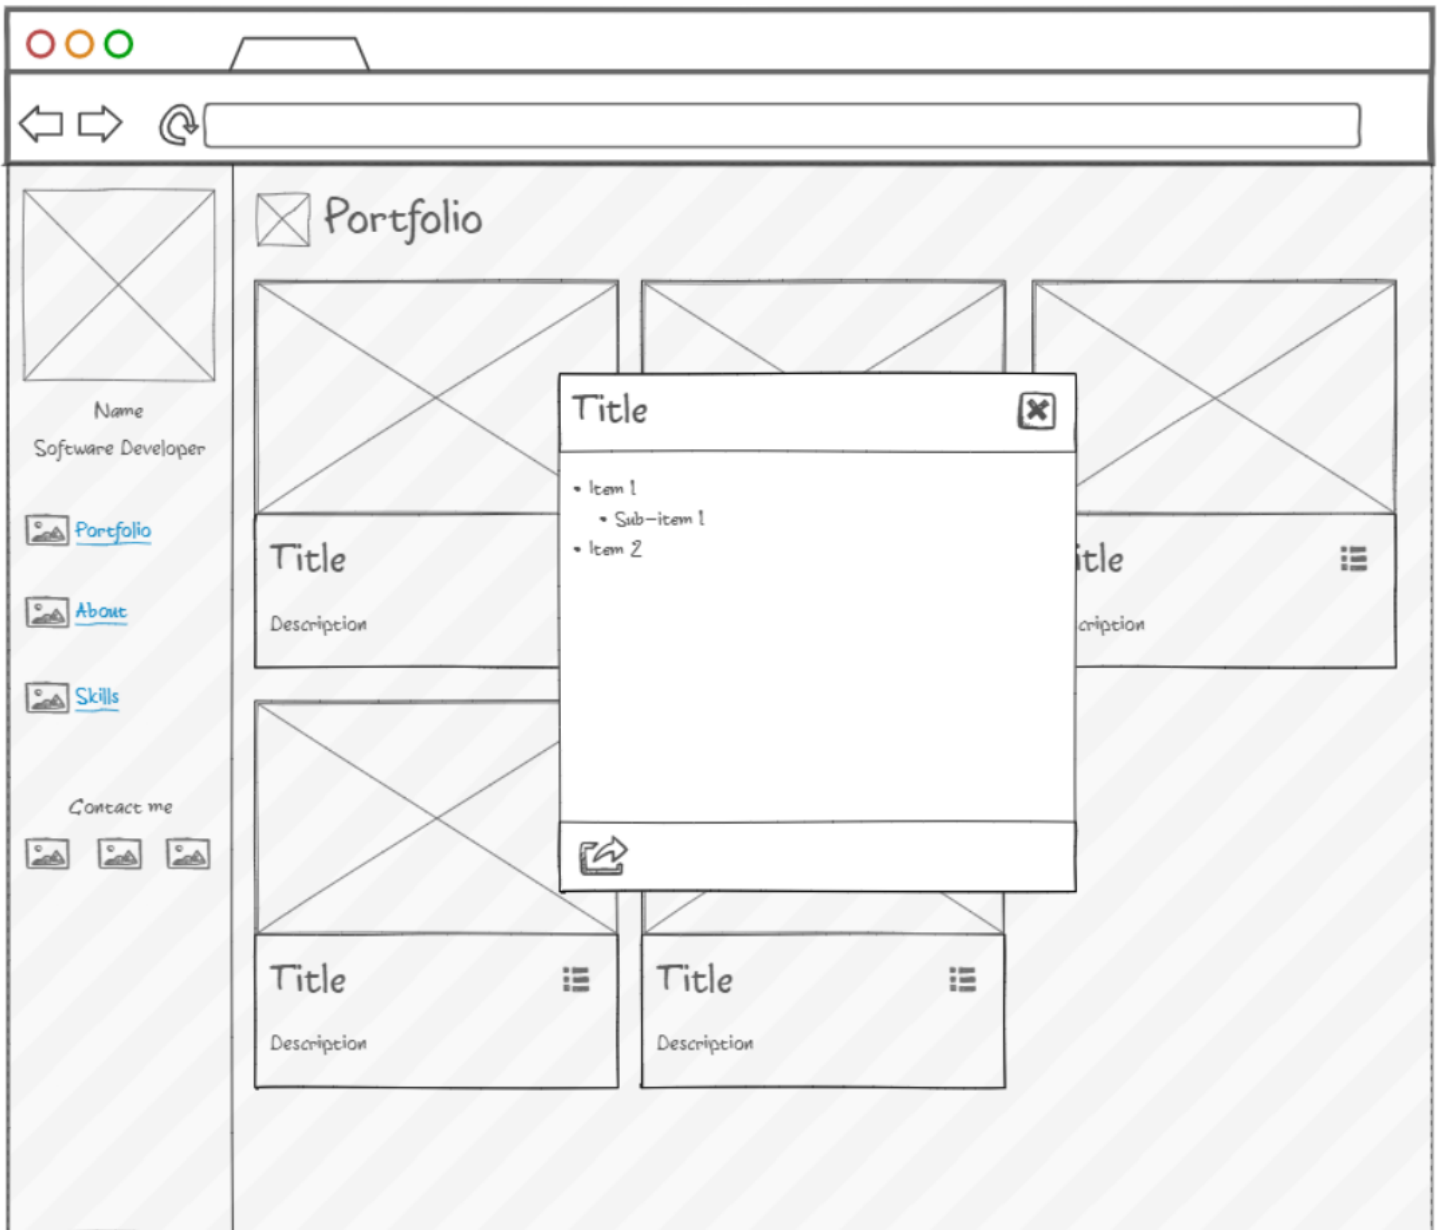 Portfolio
Name
Software Developer
Portfolio
About
Skills
Contact me
Title
• Item 1
• Sub-item 1
• Item 2
Title
Description
itle
cription
Title
Description
Title
Description